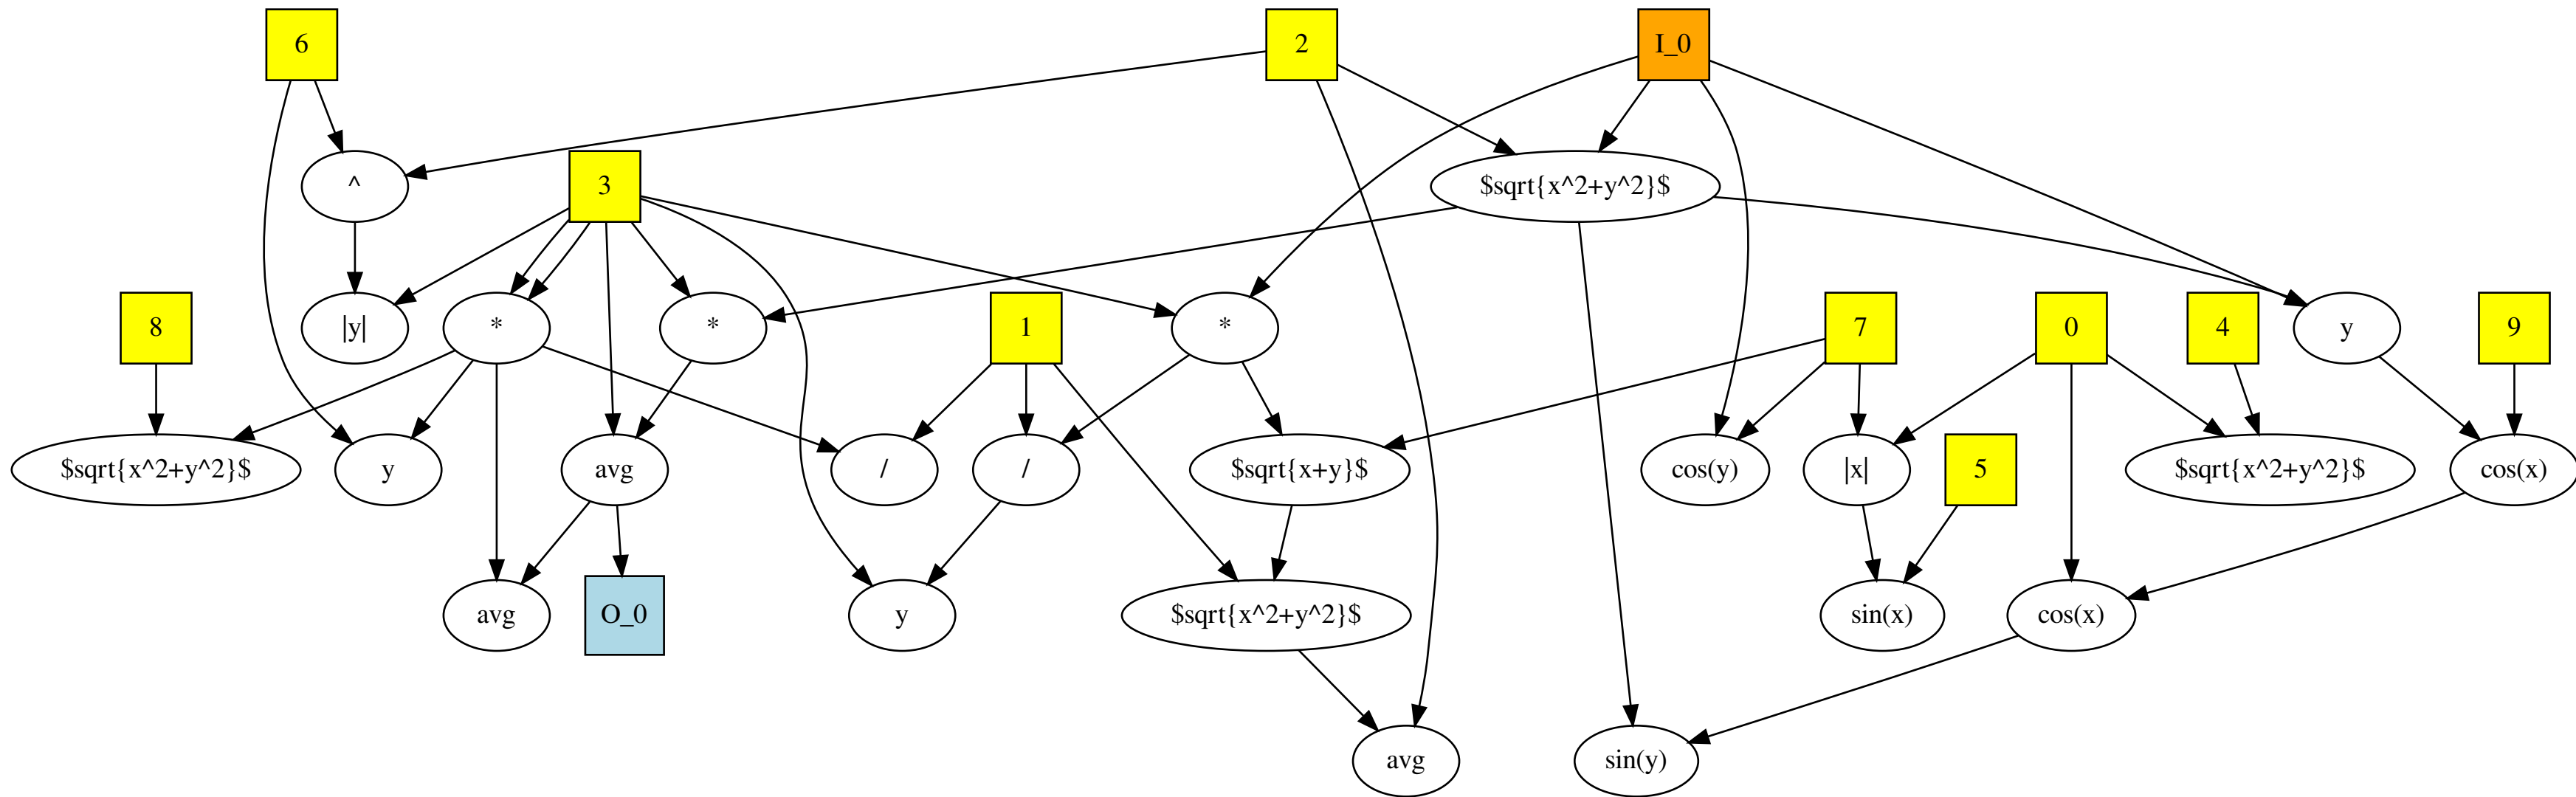 6
2
I_0
^
3
$sqrt{x^2+y^2}$
8
|y|
*
*
1
*
7
0
4
y
9
$sqrt{x^2+y^2}$
y
avg
/
/
$sqrt{x+y}$
cos(y)
|x|
5
$sqrt{x^2+y^2}$
cos(x)
avg
O_0
y
$sqrt{x^2+y^2}$
sin(x)
cos(x)
avg
sin(y)